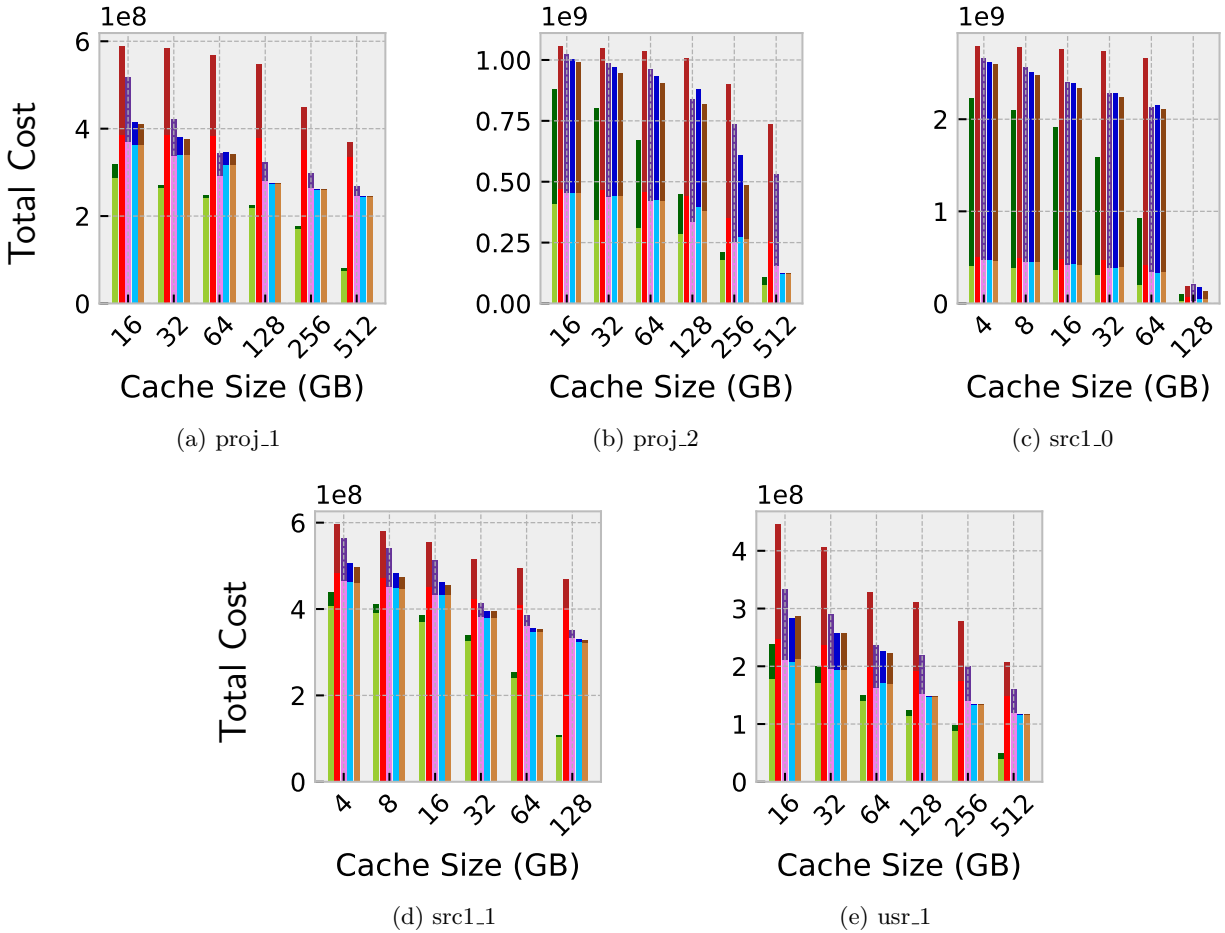 1e8
6
4
2
0
Total Cost
16 32 64 128 256 512
Cache Size (GB)
(a) proj_1
1e9
1.00
0.75
0.50
0.25
0.00
16 32 64 128 256 512
Cache Size (GB)
(b) proj_2
1e9
2
1
0
4 8 16 32 64 128
Cache Size (GB)
(c) src1_0
1e8
6
4
2
0
Total Cost
4 8 16 32 64 128
Cache Size (GB)
(d) src1_1
1e8
4
3
2
1
0
16 32 64 128 256 512
Cache Size (GB)
(e) usr_1